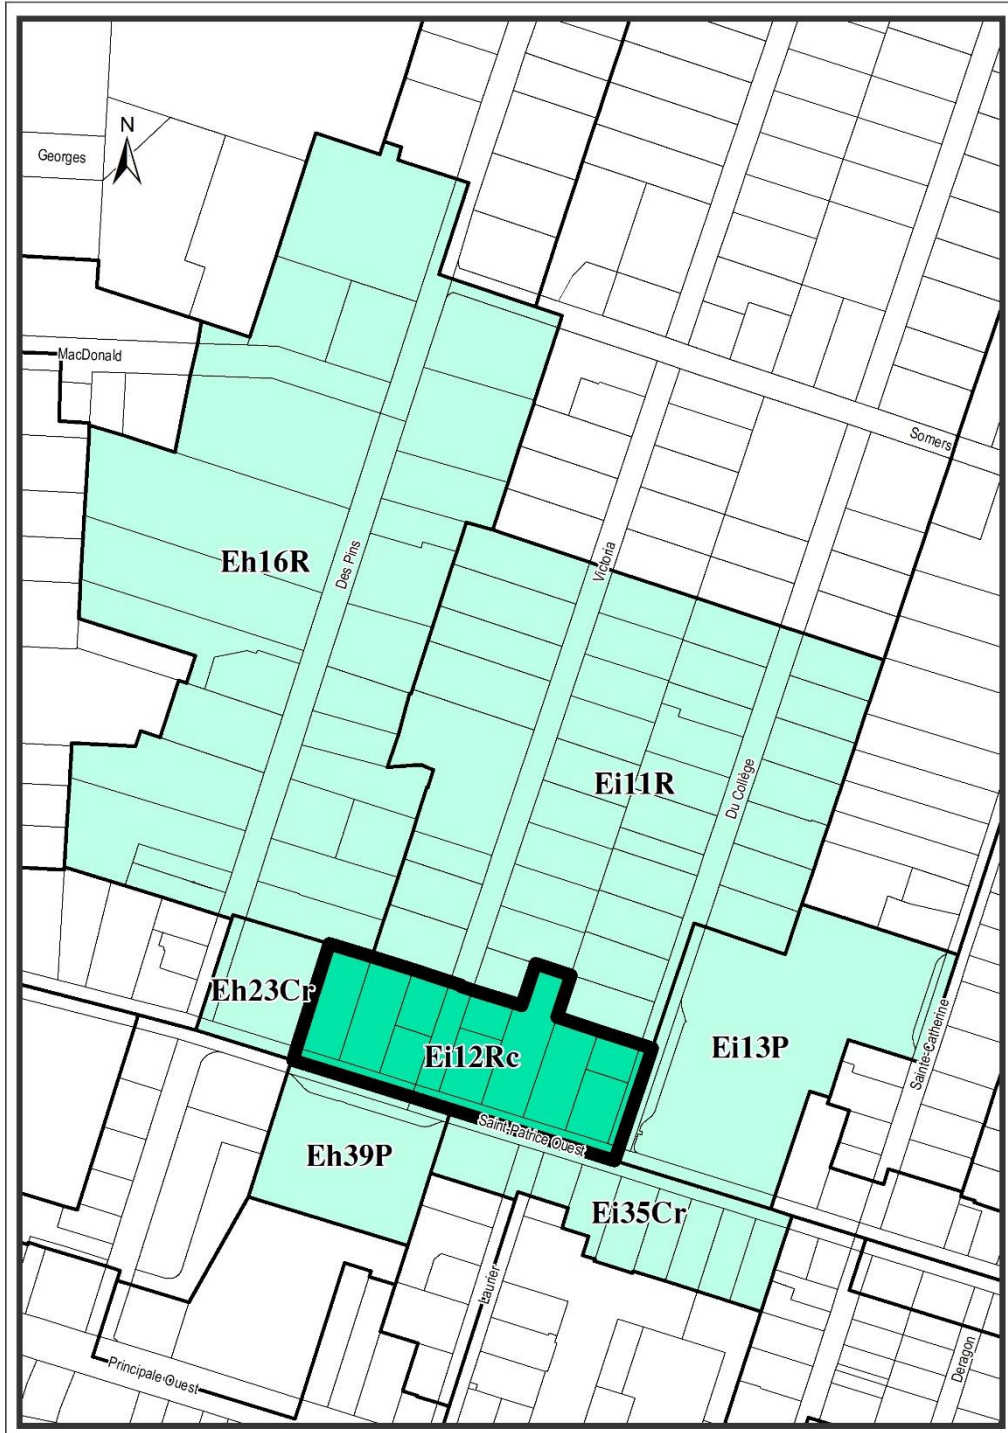 N
Georges
MacDonald
Somers
Victoria
Des Pins
Eh16R
Ei11R
Du Collège
Eh23Cr
Ei12Rc
Ei13P
Sainte-Catherine
Saint-Patrice Ouest
Eh39P
Ei35Cr
Laurier
Deragon
Principale Ouest